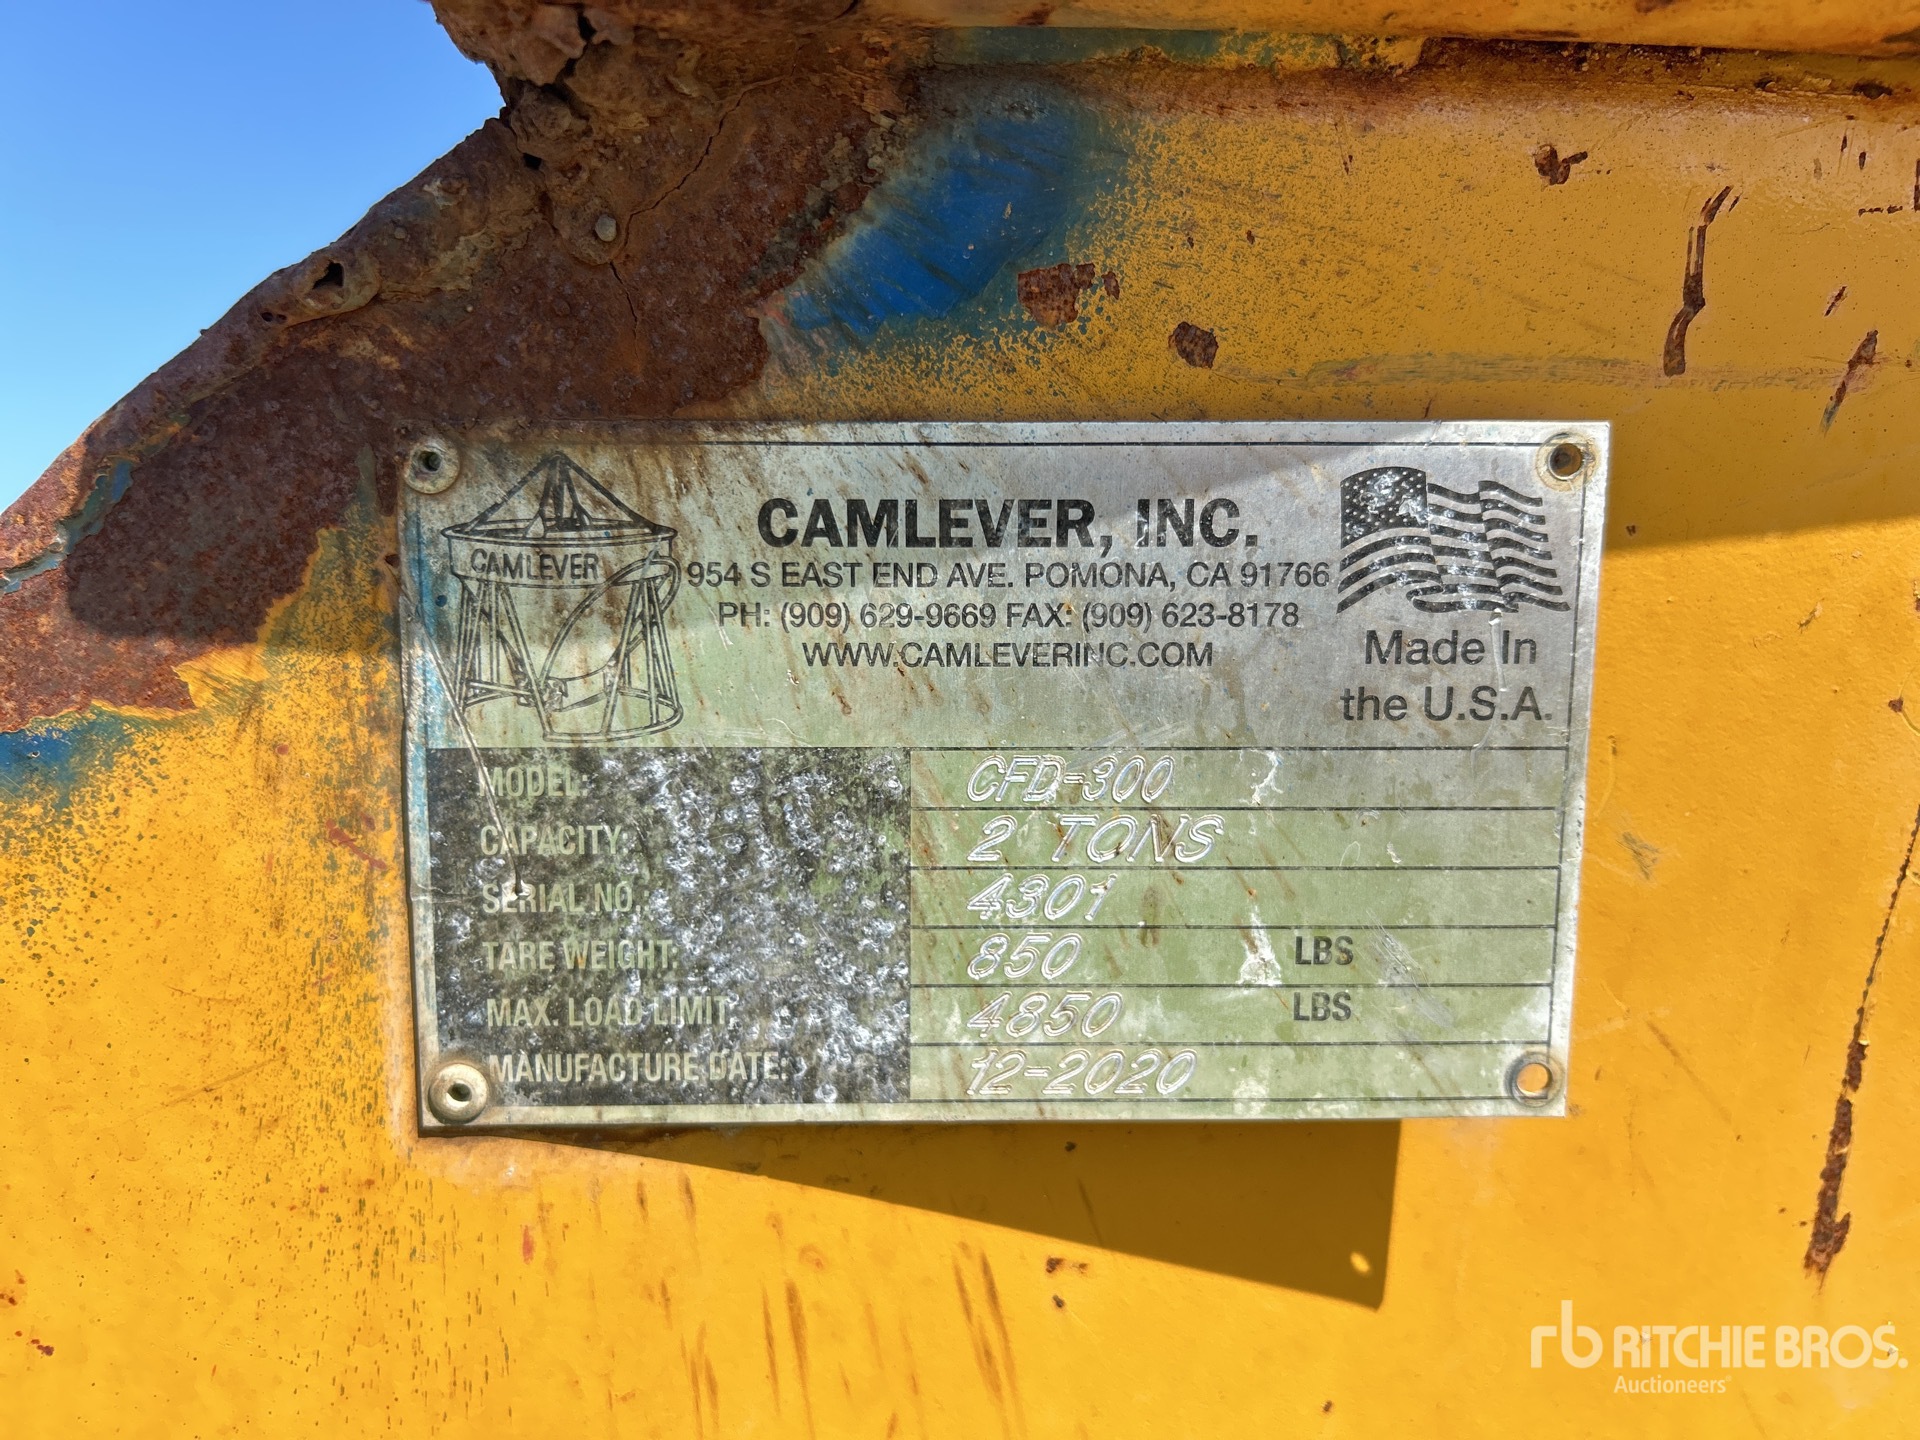 CAMLEVER
CAMLEVER, INC.
954 S EAST END AVE. POMONA, CA 91766
PH: (909) 629-9669 FAX: (909) 623-8178
WWW.CAMLEVERINC.COM
Made In
the U.S.A.
MODEL: CFD-300
CAPACITY: 2 TONS
SERIAL NO.: 4301
TARE WEIGHT: 850 LBS
MAX. LOAD LIMIT: 4850 LBS
MANUFACTURE DATE: 12-2020
rb RITCHIE BROS.
Auctioneers